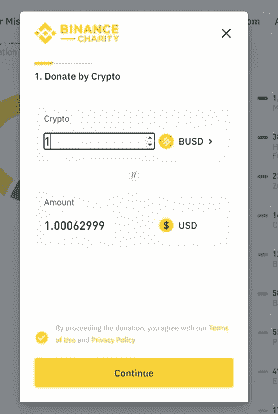 BINANCE
CHARITY
1. Donate by Crypto
Crypto
1
BUSD
Amount
1.00062999
$ USD
By proceeding the donation, you agree with our Terms
of Use and Privacy Policy
Continue